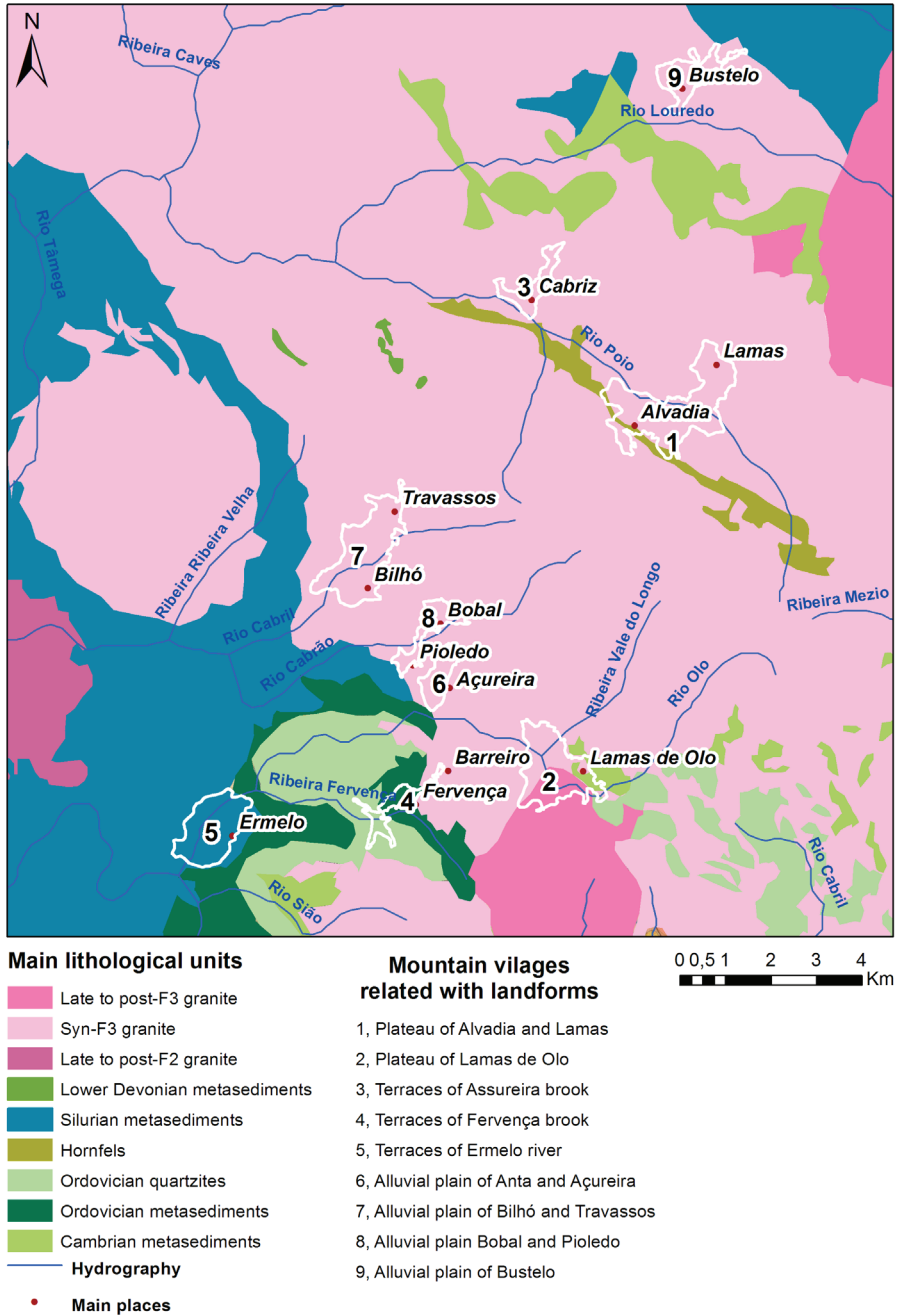 N
Ribeira Caves
9
Bustelo
Rio Louredo
Rio Tâmega
3
Cabriz
Rio Poio
Lamas
Alvadia
1
Travassos
7
Bilhó
Ribeira Ribeira Velha
Rio Cabril
Rio Cabrão
8
Bobal
Pioledo
6
Açureira
Ribeira Vale do Longo
Ribeira Mezio
Rio Olo
Barreiro
2
Lamas de Olo
Ribeira Fervença
4
Fervença
5
Ermelo
Rio Sião
Rio Cabril
Main lithological units
Late to post-F3 granite
Syn-F3 granite
Late to post-F2 granite
Lower Devonian metasediments
Silurian metasediments
Hornfels
Ordovician quartzites
Ordovician metasediments
Cambrian metasediments
Hydrography
Main places
Mountain vilages
related with landforms
1, Plateau of Alvadia and Lamas
2, Plateau of Lamas de Olo
3, Terraces of Assureira brook
4, Terraces of Fervença brook
5, Terraces of Ermelo river
6, Alluvial plain of Anta and Açureira
7, Alluvial plain of Bilhó and Travassos
8, Alluvial plain Bobal and Pioledo
9, Alluvial plain of Bustelo
0 0,5 1 2 3 4
Km